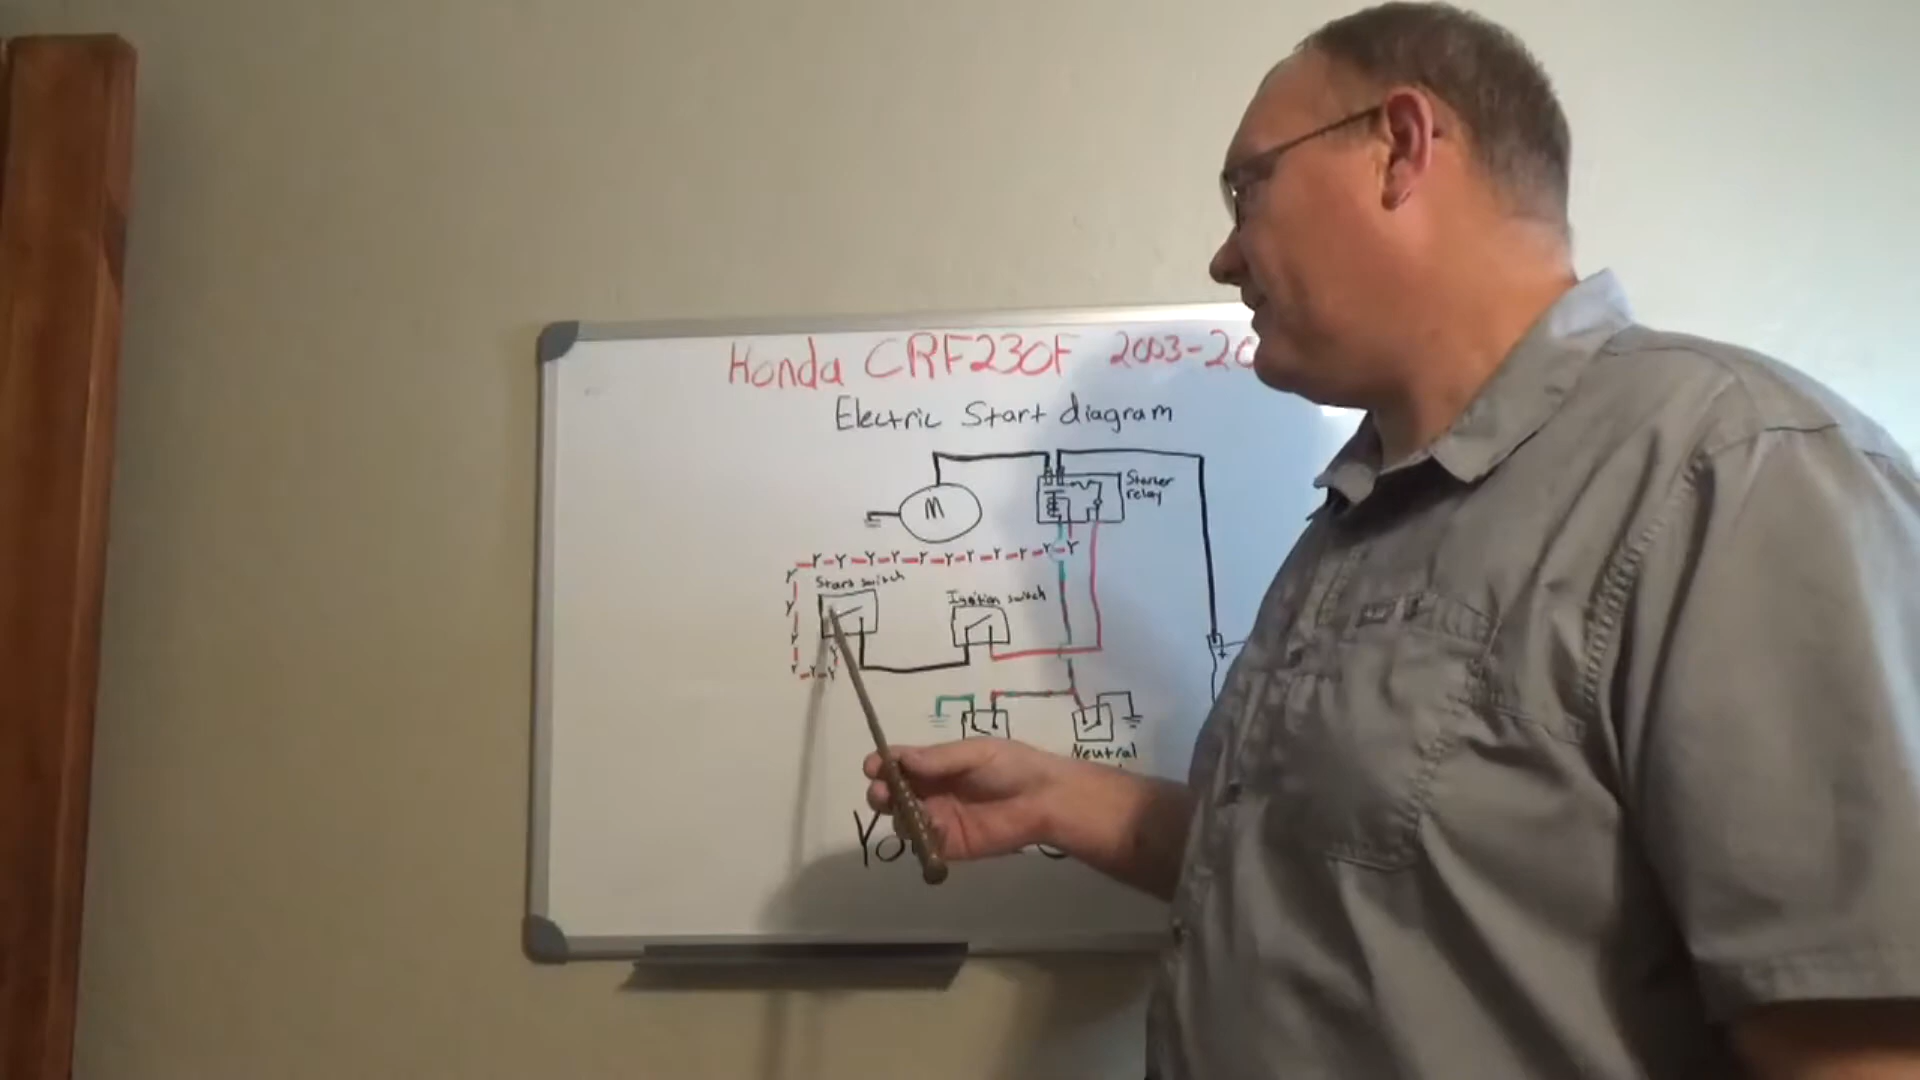 Honda CRF230F 2003-20
Electric Start diagram
M
Starter
relay
Y Y Y Y Y Y Y Y Y Y Y
Start switch
Ignition switch
+
Neutral